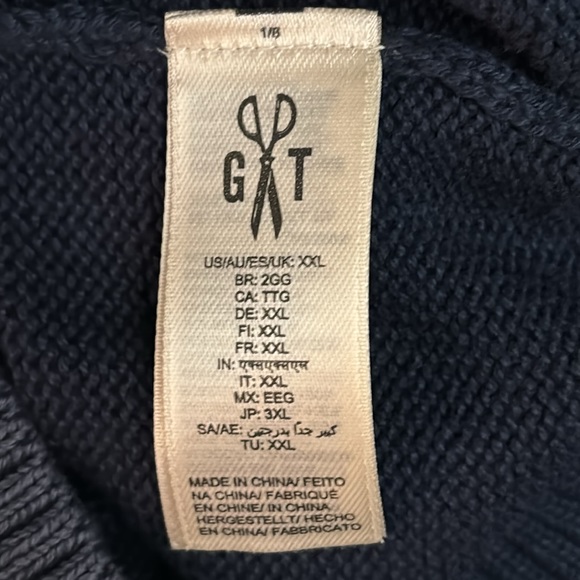 1/8
G T
US/AU/ES/UK: XXL
BR: 2GG
CA: TTG
DE: XXL
FI: XXL
FR: XXL
IN: एक्सएक्सएल
IT: XXL
MX: EEG
JP: 3XL
SA/AE: كبير جداً بدرجتين
TU: XXL
MADE IN CHINA/ FEITO
NA CHINA/ FABRIQUÉ
EN CHINE/ IN CHINA
HERGESTELLT/ HECHO
EN CHINA/ FABBRICATO